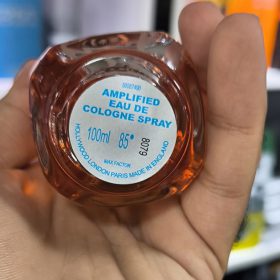 AMPLIFIED
EAU DE
COLOGNE SPRAY
100ml 85°
8079
MAX FACTOR
HOLLYWOOD LONDON PARIS MADE IN ENGLAND